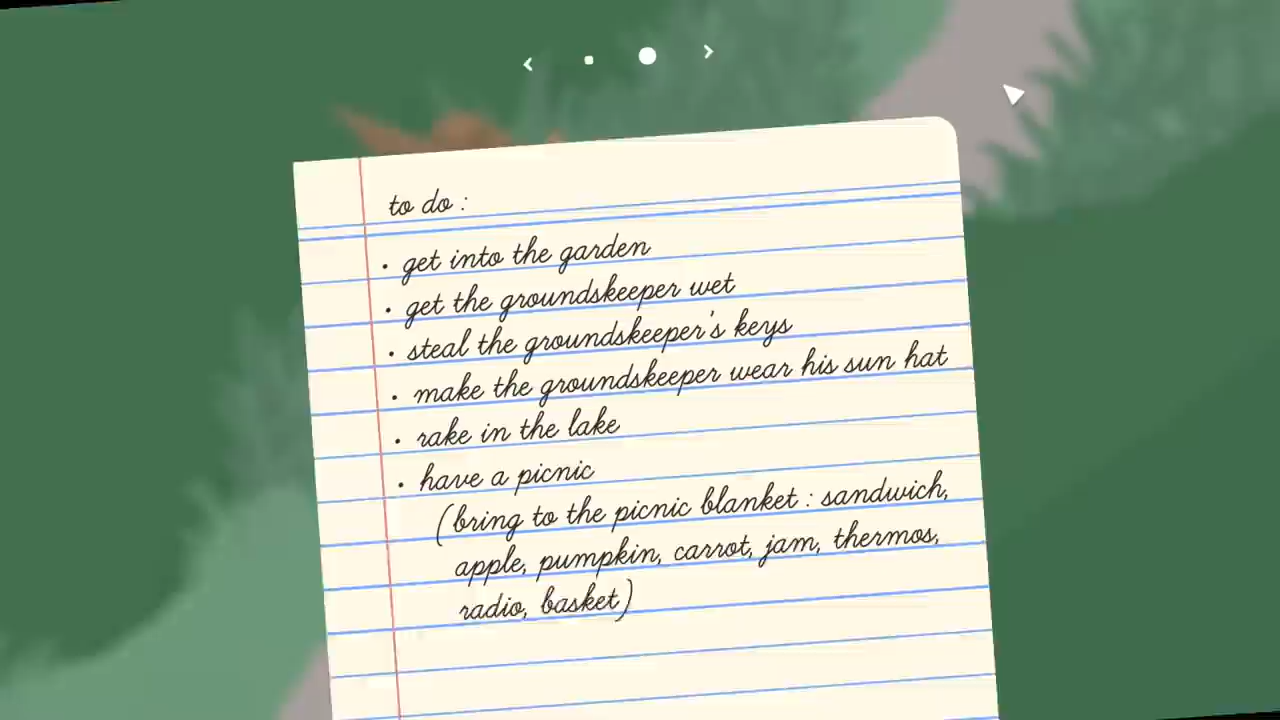 to do :
• get into the garden
• get the groundskeeper wet
• steal the groundskeeper's keys
• make the groundskeeper wear his sun hat
• rake in the lake
• have a picnic
(bring to the picnic blanket : sandwich,
apple, pumpkin, carrot, jam, thermos,
radio, basket)